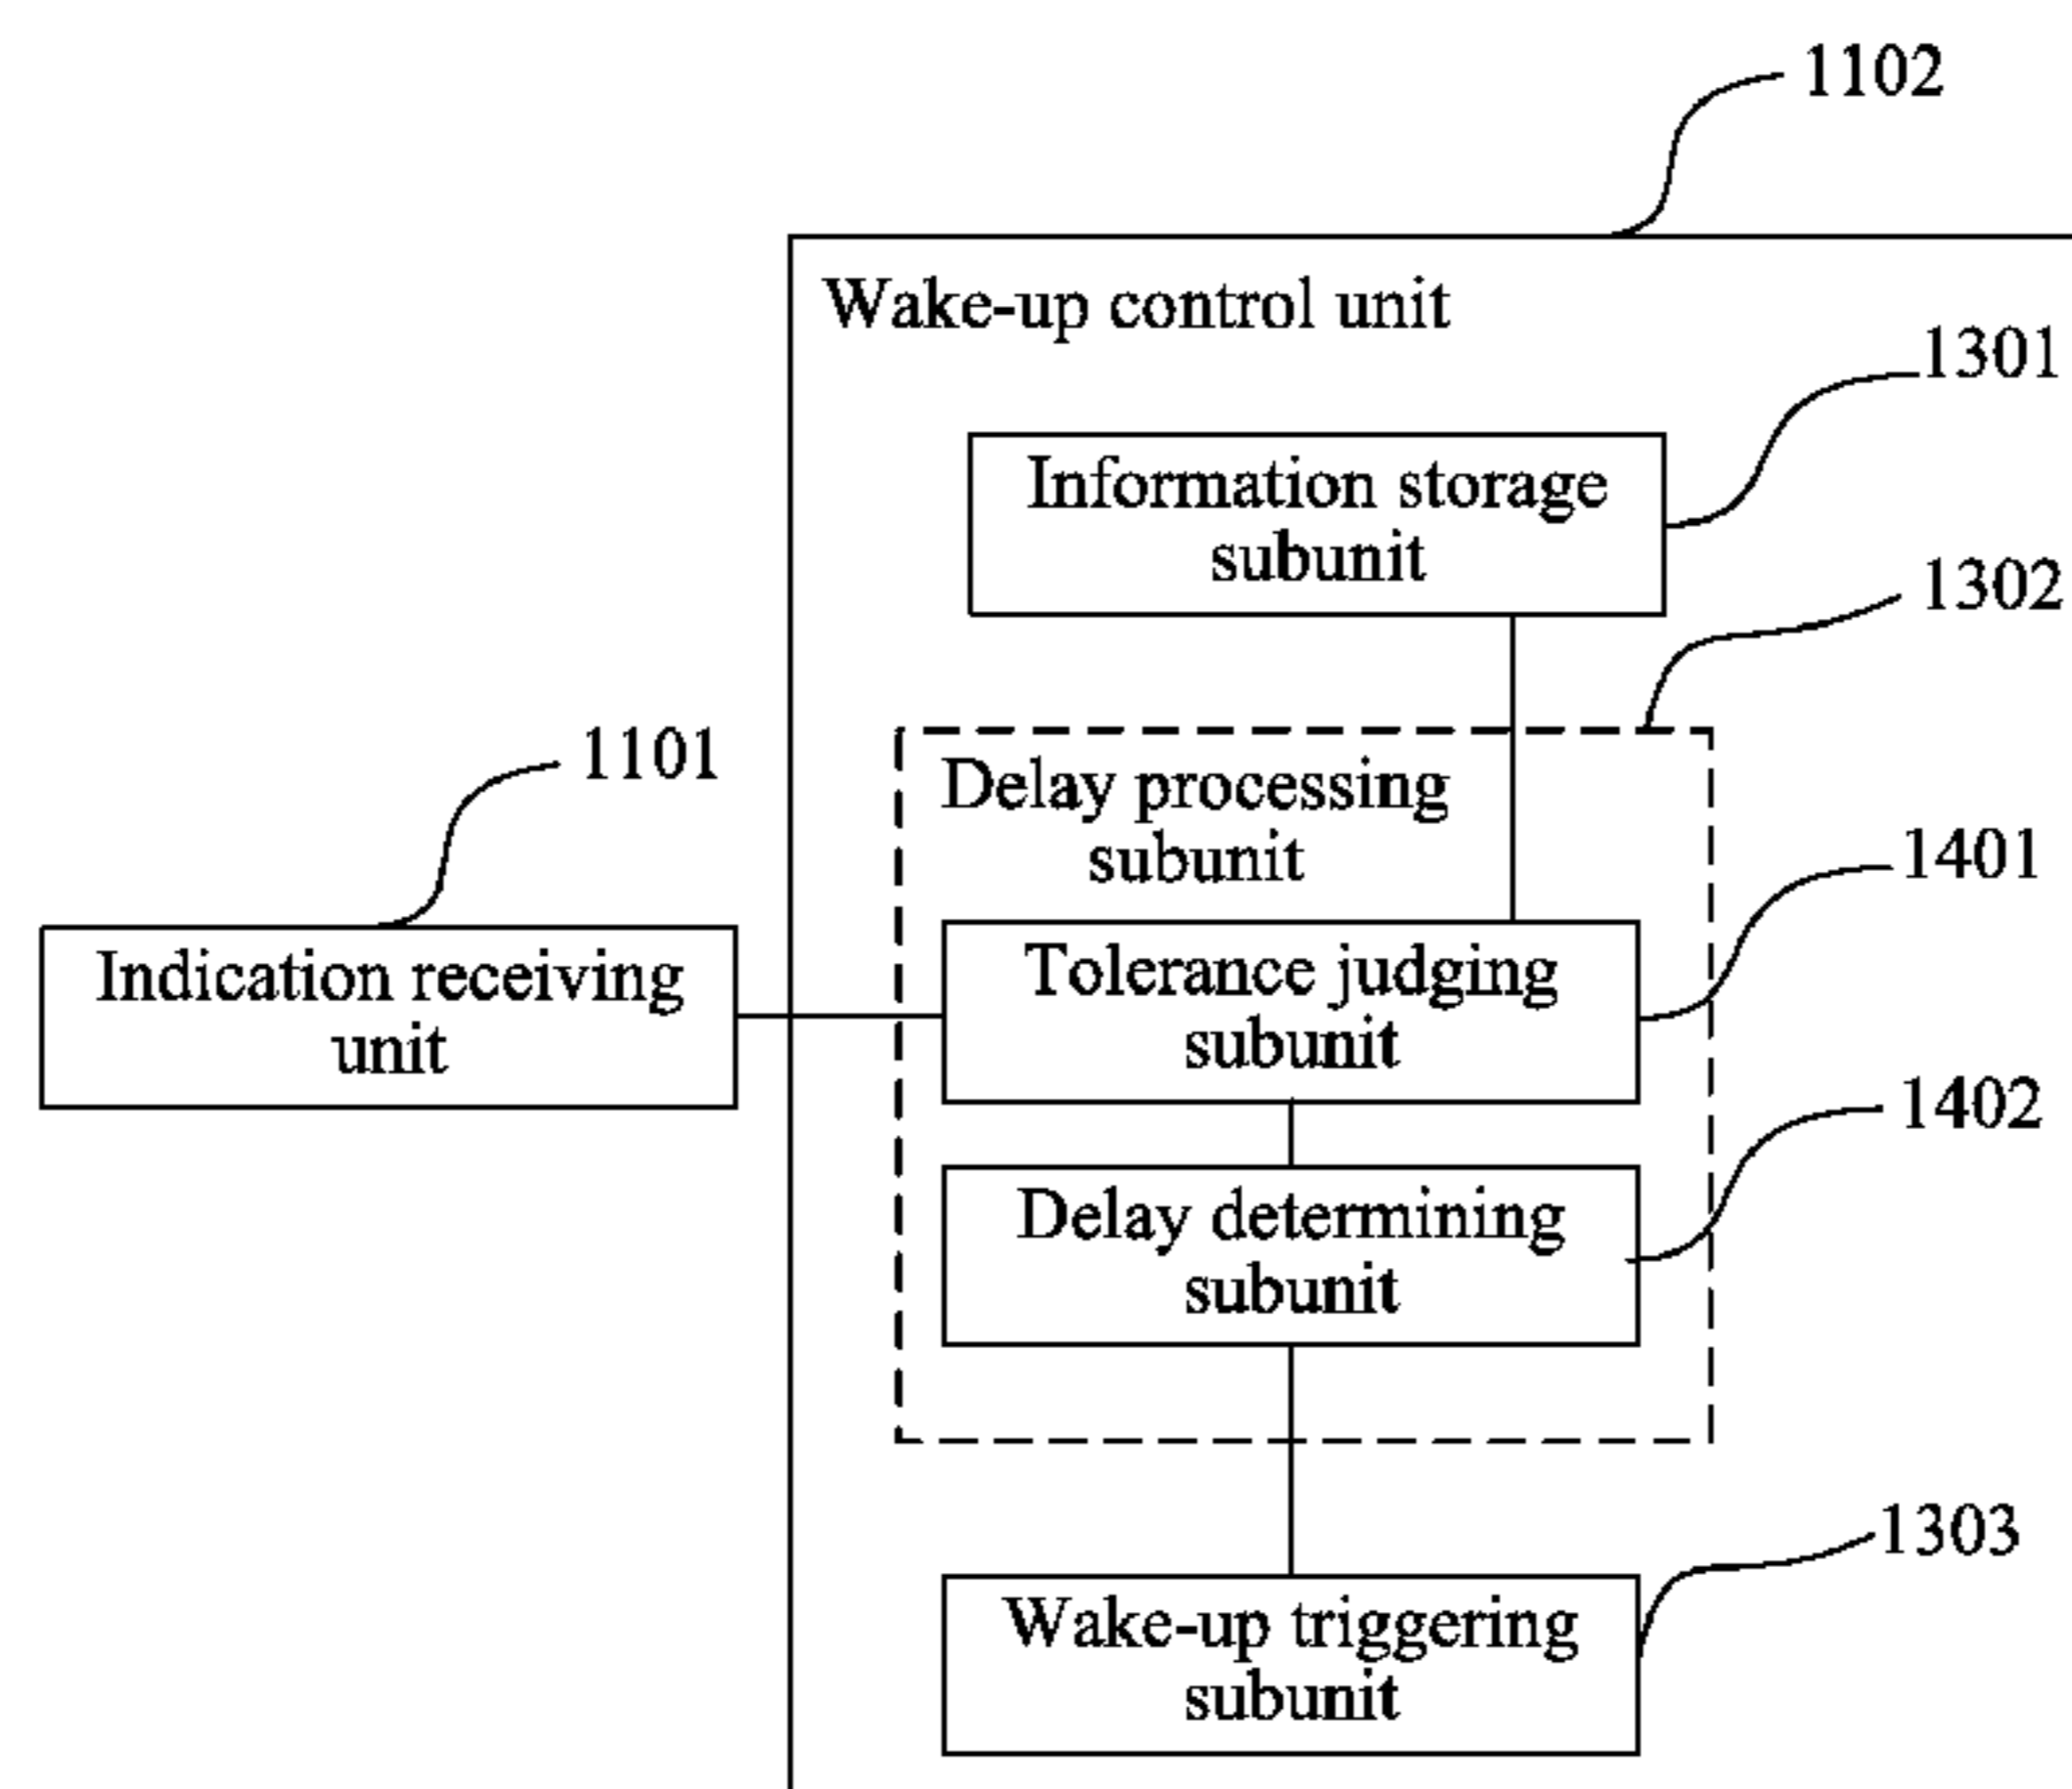 1102
Wake-up control unit
1301
Information storage
subunit
1302
1101
Delay processing
subunit
1401
Indication receiving
unit
Tolerance judging
subunit
1402
Delay determining
subunit
1303
Wake-up triggering
subunit